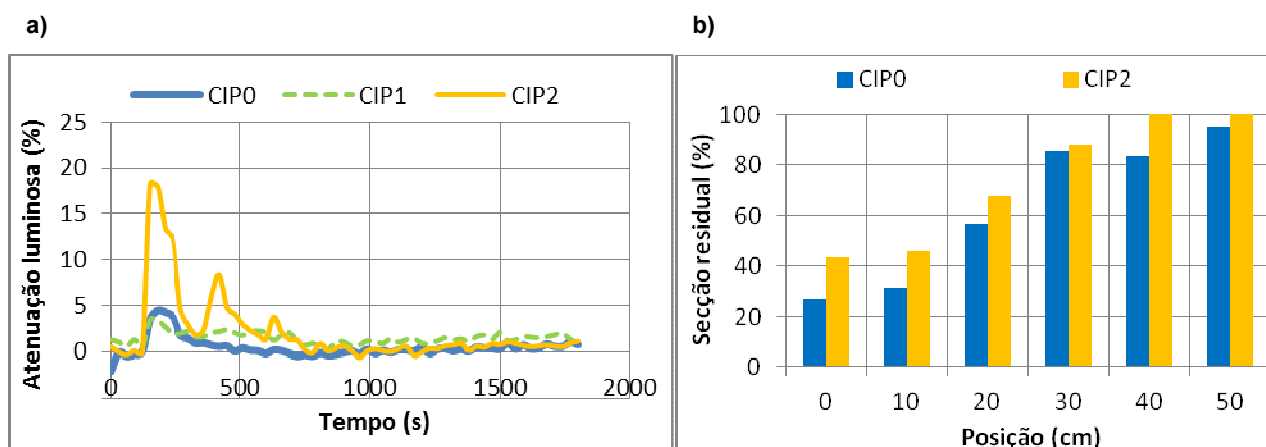 a)
CIP0 CIP1 CIP2
Atenuação luminosa (%)
25
20
15
10
5
0
0 500 1000 1500 2000
Tempo (s)
b)
CIP0 CIP2
Secção residual (%)
100
80
60
40
20
0
0 10 20 30 40 50
Posição (cm)